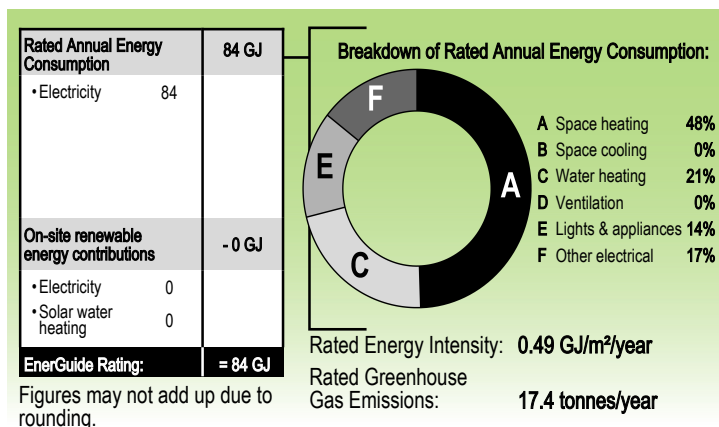 Rated Annual Energy Consumption 84 GJ
• Electricity 84
On-site renewable energy contributions - 0 GJ
• Electricity 0
• Solar water heating 0
EnerGuide Rating: = 84 GJ
Figures may not add up due to
rounding.
Breakdown of Rated Annual Energy Consumption:
F
E
A
C
A Space heating 48%
B Space cooling 0%
C Water heating 21%
D Ventilation 0%
E Lights & appliances 14%
F Other electrical 17%
Rated Energy Intensity: 0.49 GJ/m²/year
Rated Greenhouse
Gas Emissions: 17.4 tonnes/year